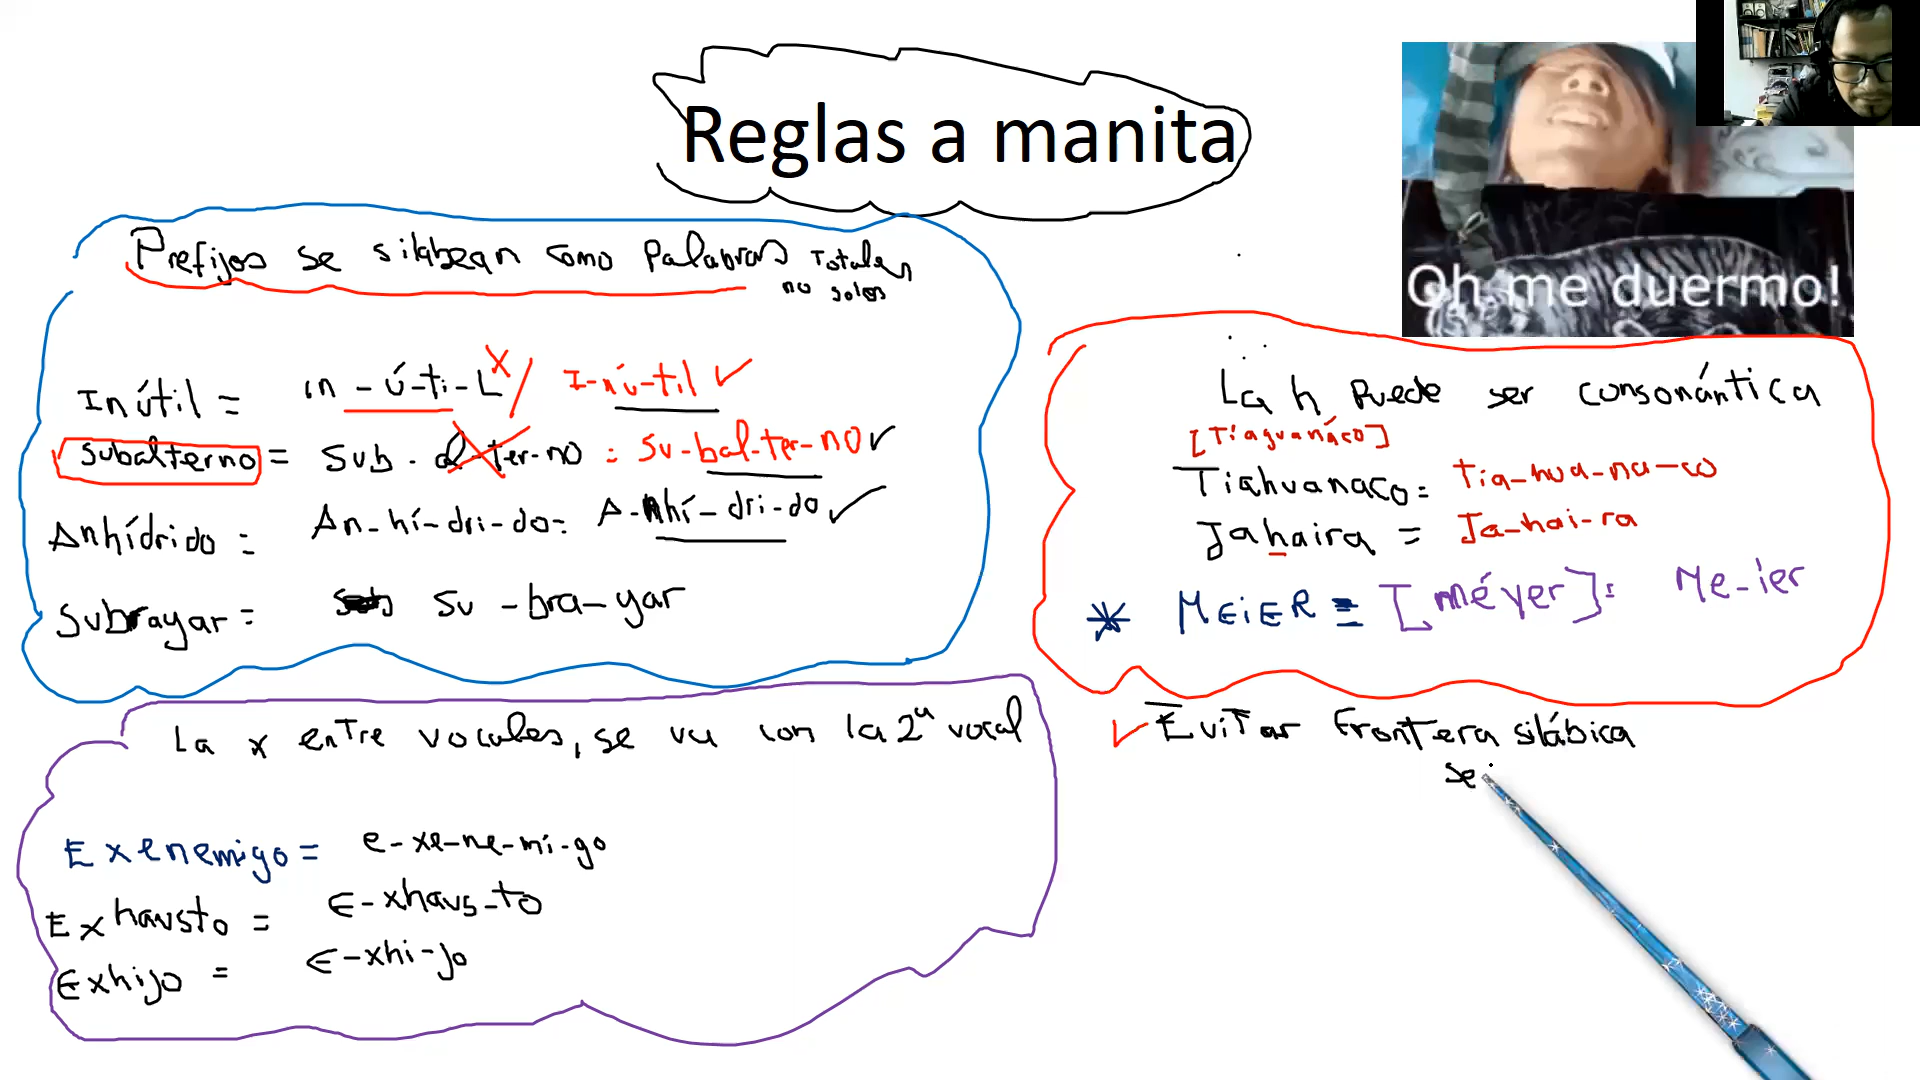 Reglas a manita
Prefijos se silabean como palabras totales
no solos
Inútil = in - ú-ti-L x / I-nú-til ✓
subalterno = sub - al-ter-no = su-bal-ter-no ✓
Anhídrido = An-hí-dri-do = A-nhí-dri-do ✓
Subrayar = su-bra-yar
La x entre vocales, se va con la 2ª vocal
Exenemigo = e-xe-ne-mi-go
Exhausto = e-xhaus-to
Exhijo = e-xhi-jo
Oh me duermo!
La h puede ser consonántica
[Tiaguanáco]
Tiahuanaco = Tia-hua-na-co
Jahaira = Ja-hai-ra
* MEiER = [méyer] = Me-ier
✓ Evitar frontera silábica
se